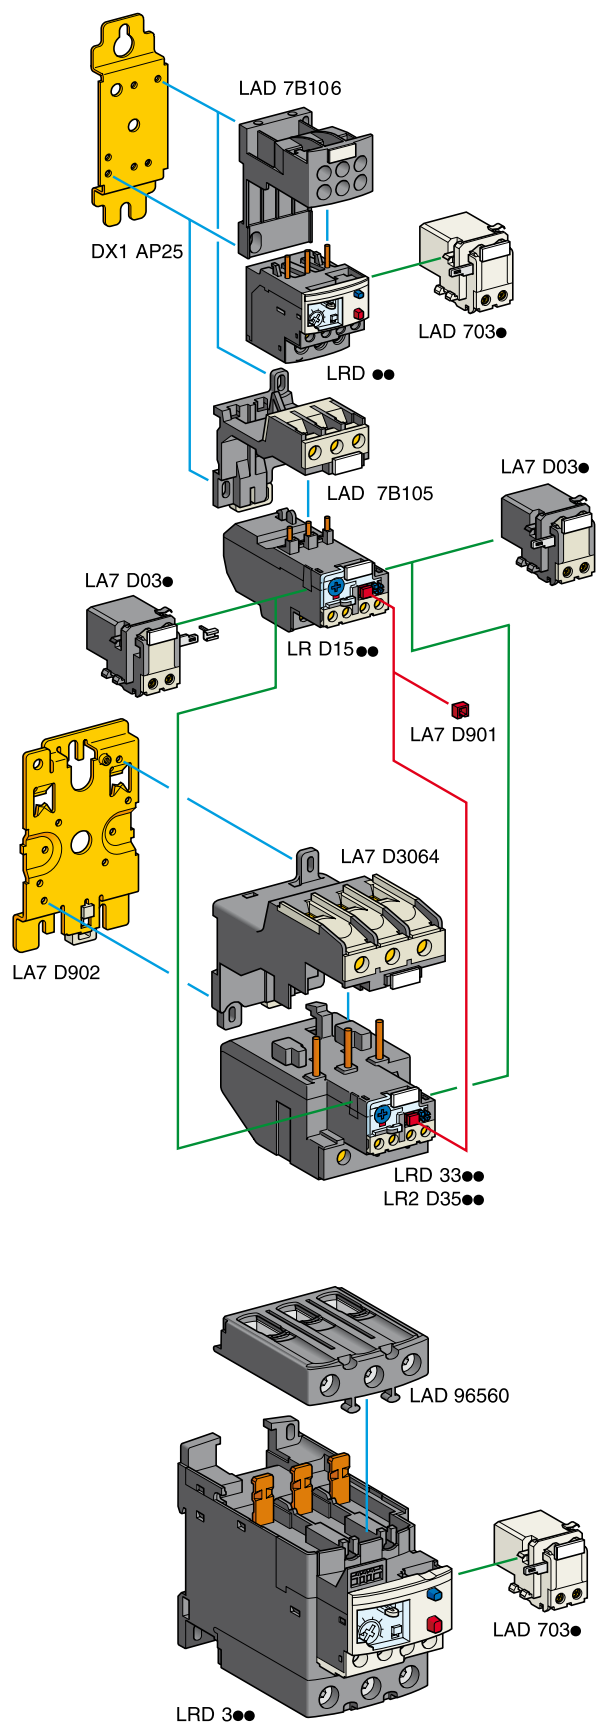 LAD 7B106
DX1 AP25
LAD 703●
LRD ●●
LA7 D03●
LAD 7B105
LA7 D03●
LR D15●●
LA7 D901
LA7 D3064
LA7 D902
LRD 33●●
LR2 D35●●
LAD 96560
LAD 703●
LRD 3●●